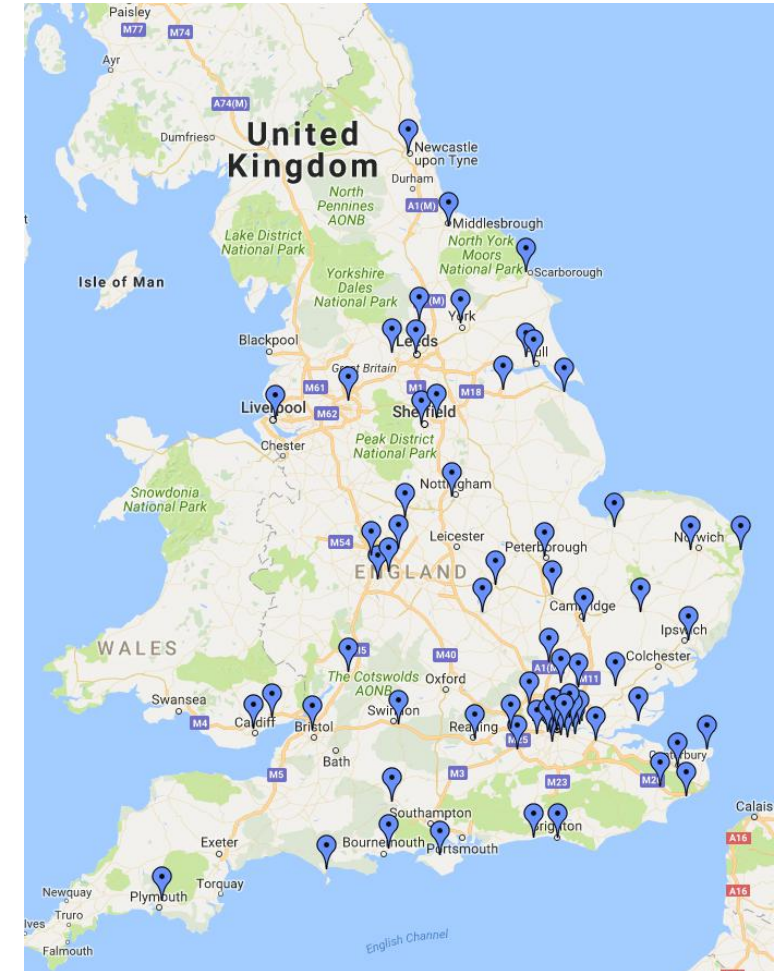 Paisley
M77
M74
Ayr
A74(M)
United
Kingdom
Dumfries
Newcastle
upon Tyne
North
Pennines
AONB
Durham
A1(M)
Middlesbrough
Lake District
National Park
North York
Moors
National Park
Scarborough
Isle of Man
Yorkshire
Dales
National Park
(M)
York
Blackpool
Leeds
Great Britain
M61
M1
M18
M62
Liverpool
Sheffield
Chester
Peak District
National Park
Snowdonia
National Park
Nottingham
Norwich
M54
Leicester
Peterborough
ENGLAND
Cambridge
Ipswich
WALES
M40
Colchester
The Cotswolds
AONB
Oxford
A1(M)
M11
Swansea
M4
Cardiff
Swindon
Bristol
Reading
M25
Bath
M5
M3
M23
Southampton
Brighton
Calais
Exeter
Bournemouth
Portsmouth
A16
Torquay
Plymouth
Newquay
Truro
Falmouth
A16
English Channel